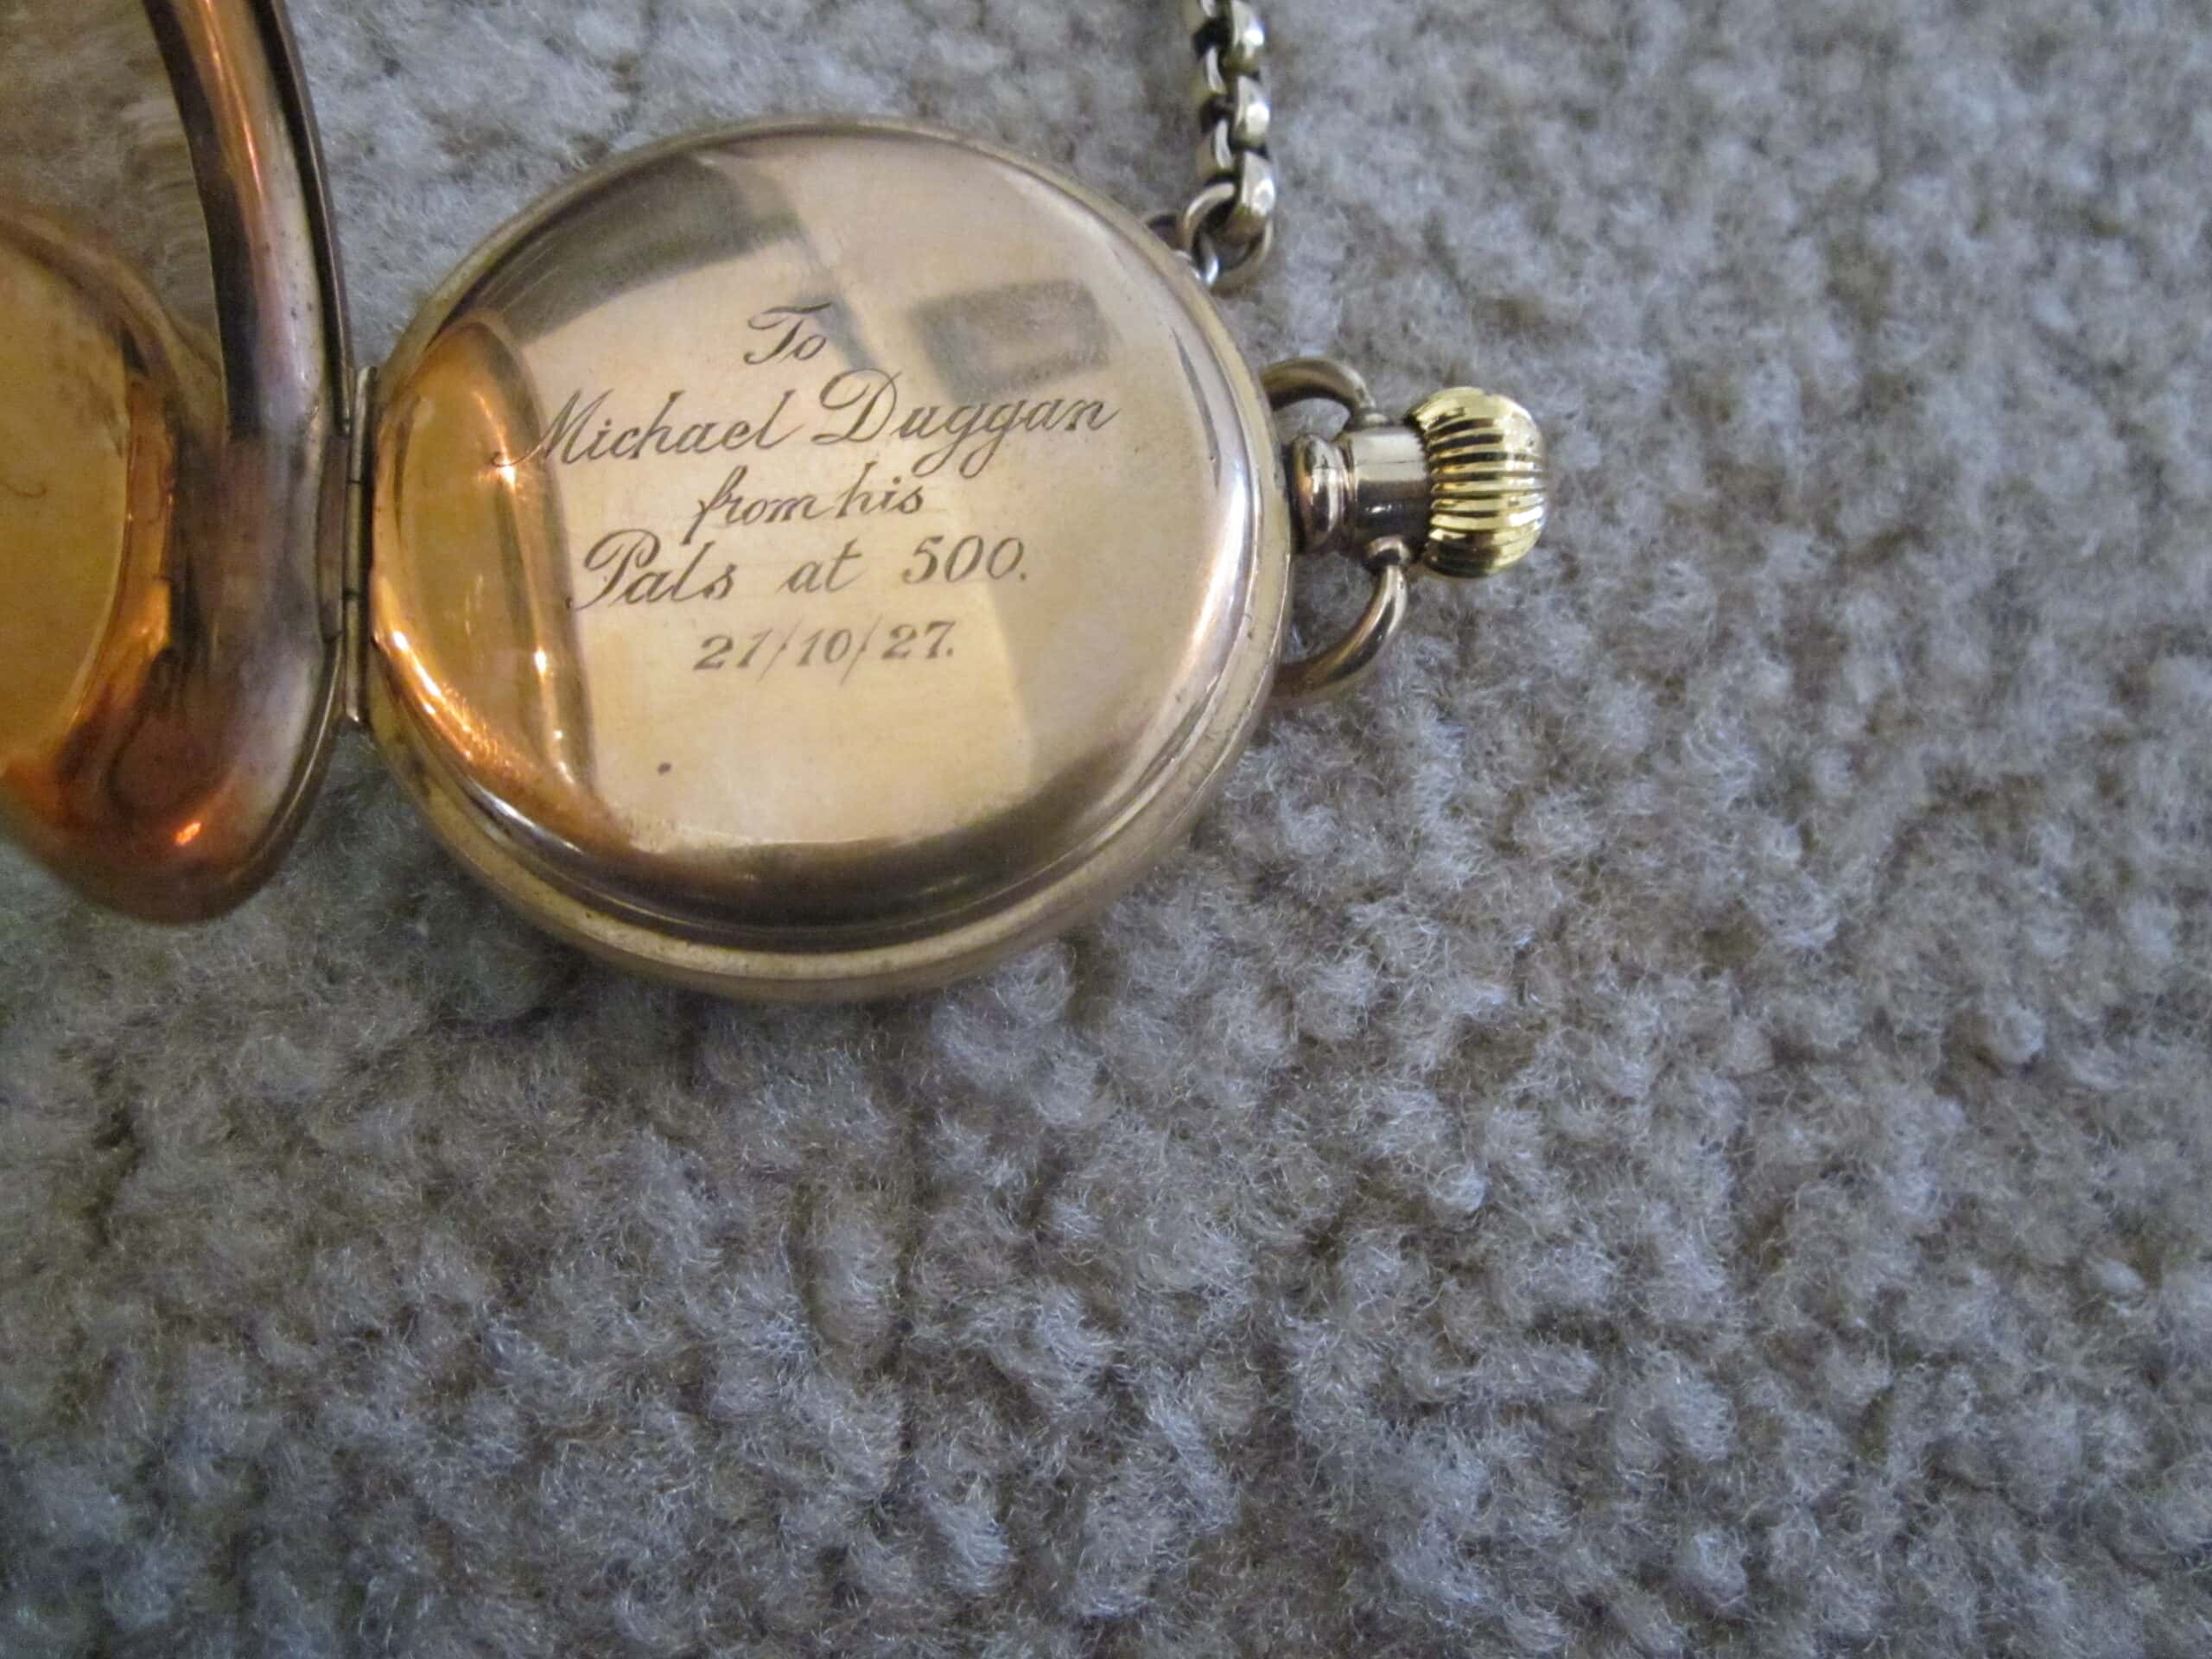 To
Michael Duggan
from his
Pals at 500.
21/10/27.